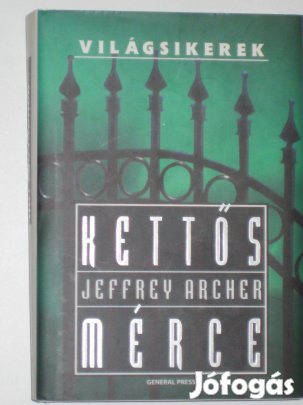 VILÁGSIKEREK
KETTŐS
JEFFREY ARCHER
MÉRCE
GENERAL PRESS
Jófogás